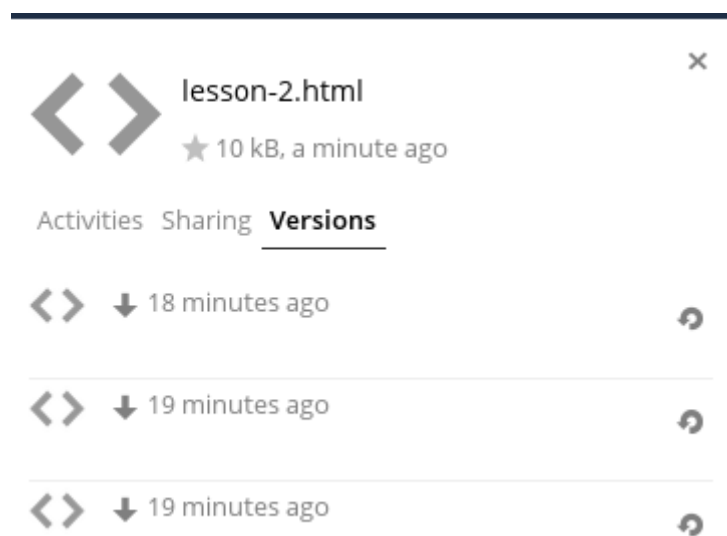 lesson-2.html
10 kB, a minute ago
Activities Sharing Versions
18 minutes ago
19 minutes ago
19 minutes ago